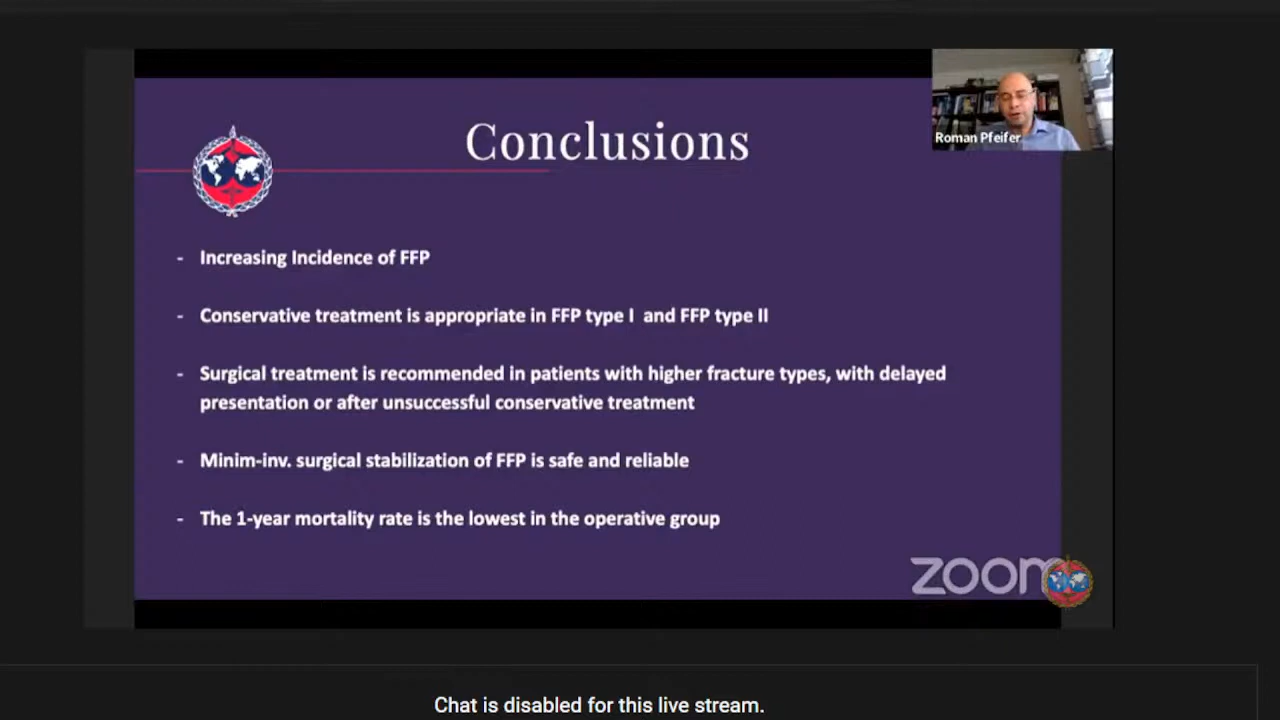 Conclusions
Roman Pfeifer
- Increasing Incidence of FFP
- Conservative treatment is appropriate in FFP type I and FFP type II
- Surgical treatment is recommended in patients with higher fracture types, with delayed
presentation or after unsuccessful conservative treatment
- Minim-inv. surgical stabilization of FFP is safe and reliable
- The 1-year mortality rate is the lowest in the operative group
zoom
Chat is disabled for this live stream.